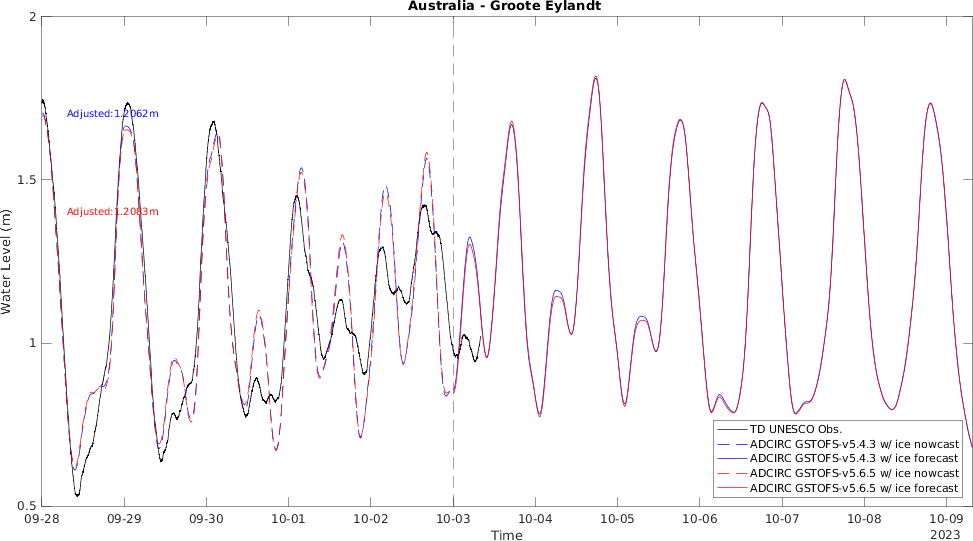 Australia - Groote Eylandt
2
1.5
1
0.5
Water Level (m)
Adjusted:1.2062m
Adjusted:1.2083m
TD UNESCO Obs.
ADCIRC GSTOFS-v5.4.3 w/ ice nowcast
ADCIRC GSTOFS-v5.4.3 w/ ice forecast
ADCIRC GSTOFS-v5.6.5 w/ ice nowcast
ADCIRC GSTOFS-v5.6.5 w/ ice forecast
09-28 09-29 09-30 10-01 10-02 10-03 10-04 10-05 10-06 10-07 10-08 10-09
Time 2023